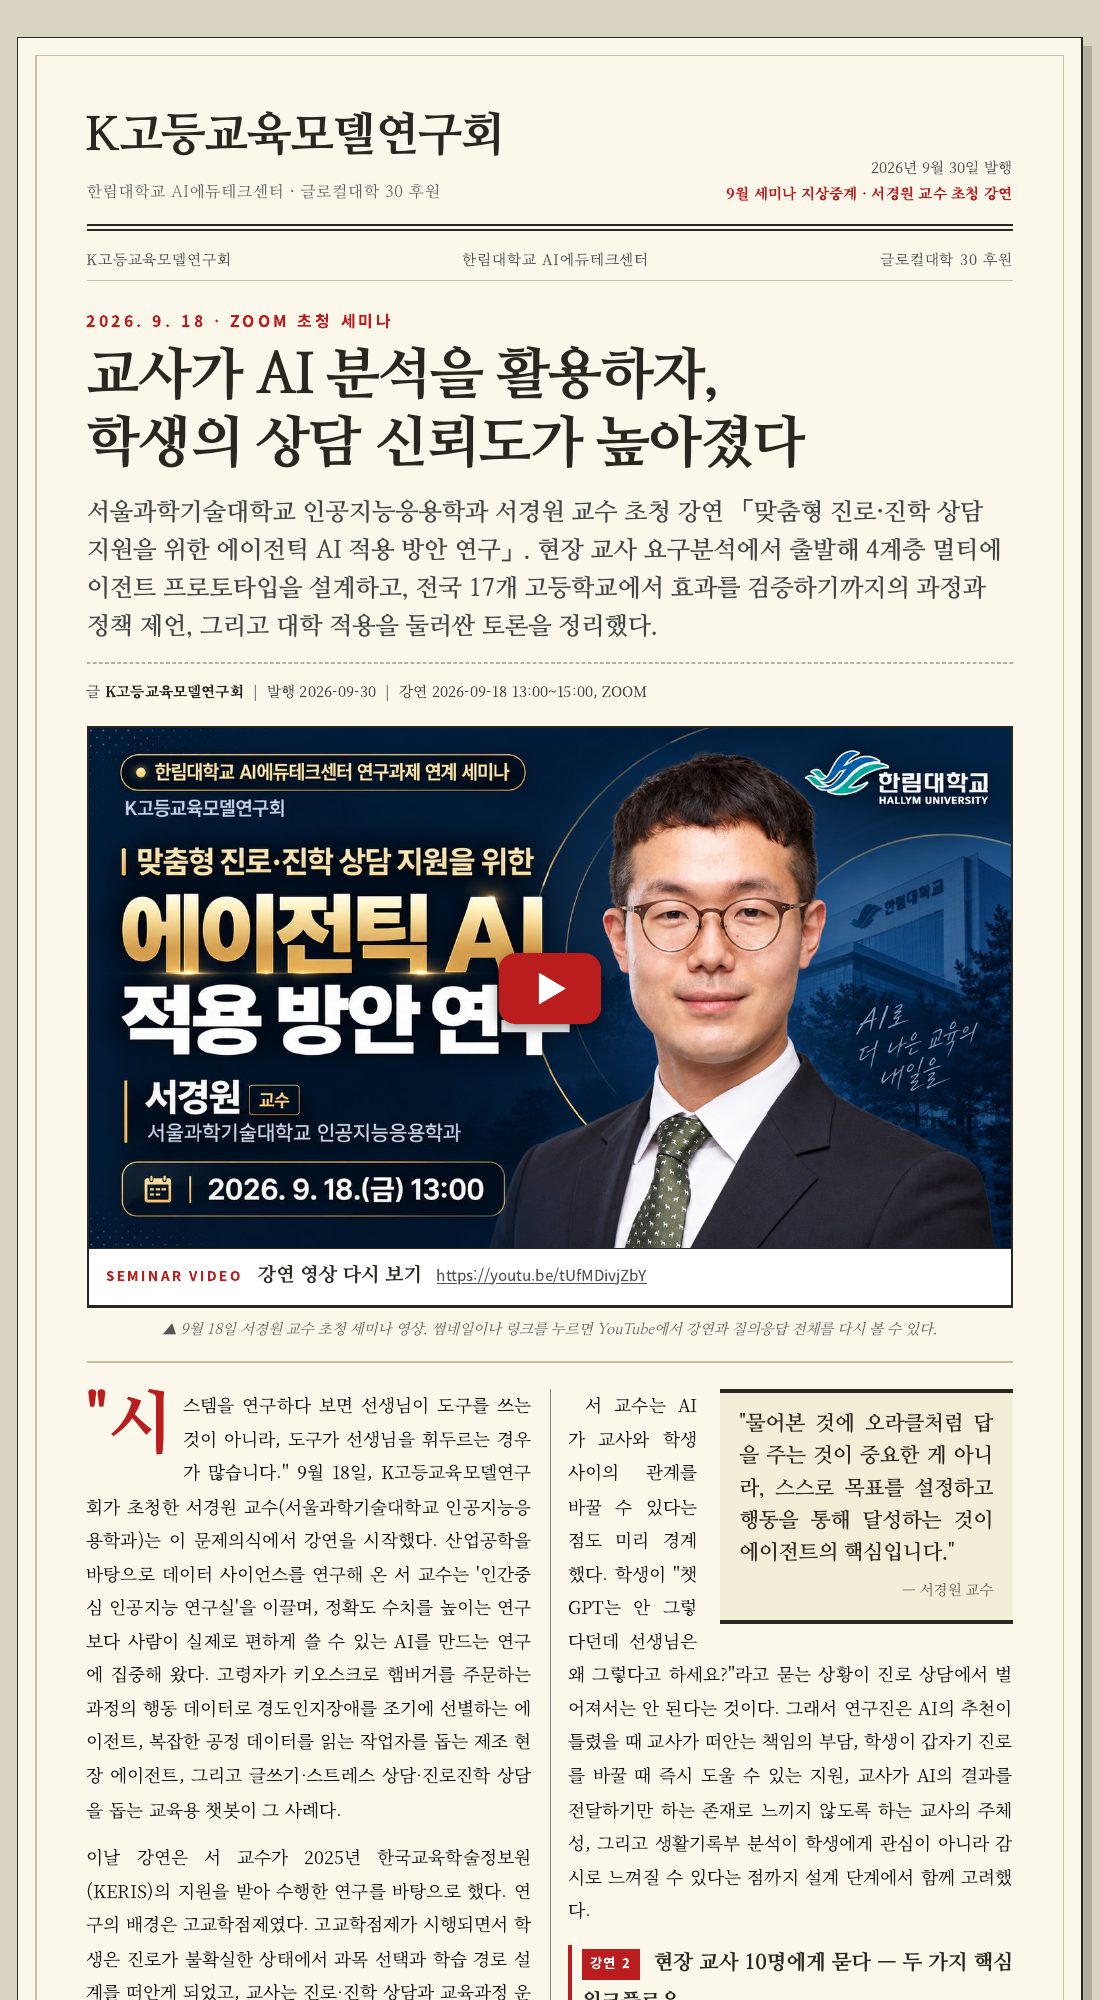 K고등교육모델연구회
한림대학교 AI에듀테크센터 · 글로컬대학 30 후원
2026년 9월 30일 발행
9월 세미나 지상중계 · 서경원 교수 초청 강연
K고등교육모델연구회
한림대학교 AI에듀테크센터
글로컬대학 30 후원
2026. 9. 18 · ZOOM 초청 세미나
교사가 AI 분석을 활용하자,
학생의 상담 신뢰도가 높아졌다
서울과학기술대학교 인공지능응용학과 서경원 교수 초청 강연 「맞춤형 진로·진학 상담
지원을 위한 에이전틱 AI 적용 방안 연구」. 현장 교사 요구분석에서 출발해 4계층 멀티에
이전트 프로토타입을 설계하고, 전국 17개 고등학교에서 효과를 검증하기까지의 과정과
정책 제언, 그리고 대학 적용을 둘러싼 토론을 정리했다.
글 K고등교육모델연구회 | 발행 2026-09-30 | 강연 2026-09-18 13:00~15:00, ZOOM
한림대학교 AI에듀테크센터 연구과제 연계 세미나
K고등교육모델연구회
맞춤형 진로·진학 상담 지원을 위한
에이전틱 AI
적용 방안 연구
서경원 교수
서울과학기술대학교 인공지능응용학과
2026. 9. 18.(금) 13:00
한림대학교
HALLYM UNIVERSITY
한림대학교
AI로
더 나은 교육의
내일을
SEMINAR VIDEO 강연 영상 다시 보기 https://youtu.be/tUfMDivjZbY
▲ 9월 18일 서경원 교수 초청 세미나 영상. 썸네일이나 링크를 누르면 YouTube에서 강연과 질의응답 전체를 다시 볼 수 있다.
"시스템을 연구하다 보면 선생님이 도구를 쓰는
것이 아니라, 도구가 선생님을 휘두르는 경우
가 많습니다." 9월 18일, K고등교육모델연구
회가 초청한 서경원 교수(서울과학기술대학교 인공지능응
용학과)는 이 문제의식에서 강연을 시작했다. 산업공학을
바탕으로 데이터 사이언스를 연구해 온 서 교수는 '인간중
심 인공지능 연구실'을 이끌며, 정확도 수치를 높이는 연구
보다 사람이 실제로 편하게 쓸 수 있는 AI를 만드는 연구
에 집중해 왔다. 고령자가 키오스크로 햄버거를 주문하는
과정의 행동 데이터로 경도인지장애를 조기에 선별하는 에
이전트, 복잡한 공정 데이터를 읽는 작업자를 돕는 제조 현
장 에이전트, 그리고 글쓰기·스트레스 상담·진로진학 상담
을 돕는 교육용 챗봇이 그 사례다.
이날 강연은 서 교수가 2025년 한국교육학술정보원
(KERIS)의 지원을 받아 수행한 연구를 바탕으로 했다. 연
구의 배경은 고교학점제였다. 고교학점제가 시행되면서 학
생은 진로가 불확실한 상태에서 과목 선택과 학습 경로 설
계를 떠안게 되었고, 교사는 진로·진학 상담과 교육과정 운
서 교수는 AI
가 교사와 학생
사이의 관계를
바꿀 수 있다는
점도 미리 경계
했다. 학생이 "챗
GPT는 안 그렇
다던데 선생님은
왜 그렇다고 하세요?"라고 묻는 상황이 진로 상담에서 벌
어져서는 안 된다는 것이다. 그래서 연구진은 AI의 추천이
틀렸을 때 교사가 떠안는 책임의 부담, 학생이 갑자기 진로
를 바꿀 때 즉시 도울 수 있는 지원, 교사가 AI의 결과를
전달하기만 하는 존재로 느끼지 않도록 하는 교사의 주체
성, 그리고 생활기록부 분석이 학생에게 관심이 아니라 감
시로 느껴질 수 있다는 점까지 설계 단계에서 함께 고려했
다.
"물어본 것에 오라클처럼 답
을 주는 것이 중요한 게 아니
라, 스스로 목표를 설정하고
행동을 통해 달성하는 것이
에이전트의 핵심입니다."
— 서경원 교수
강연 2 현장 교사 10명에게 묻다 — 두 가지 핵심
워크플로우